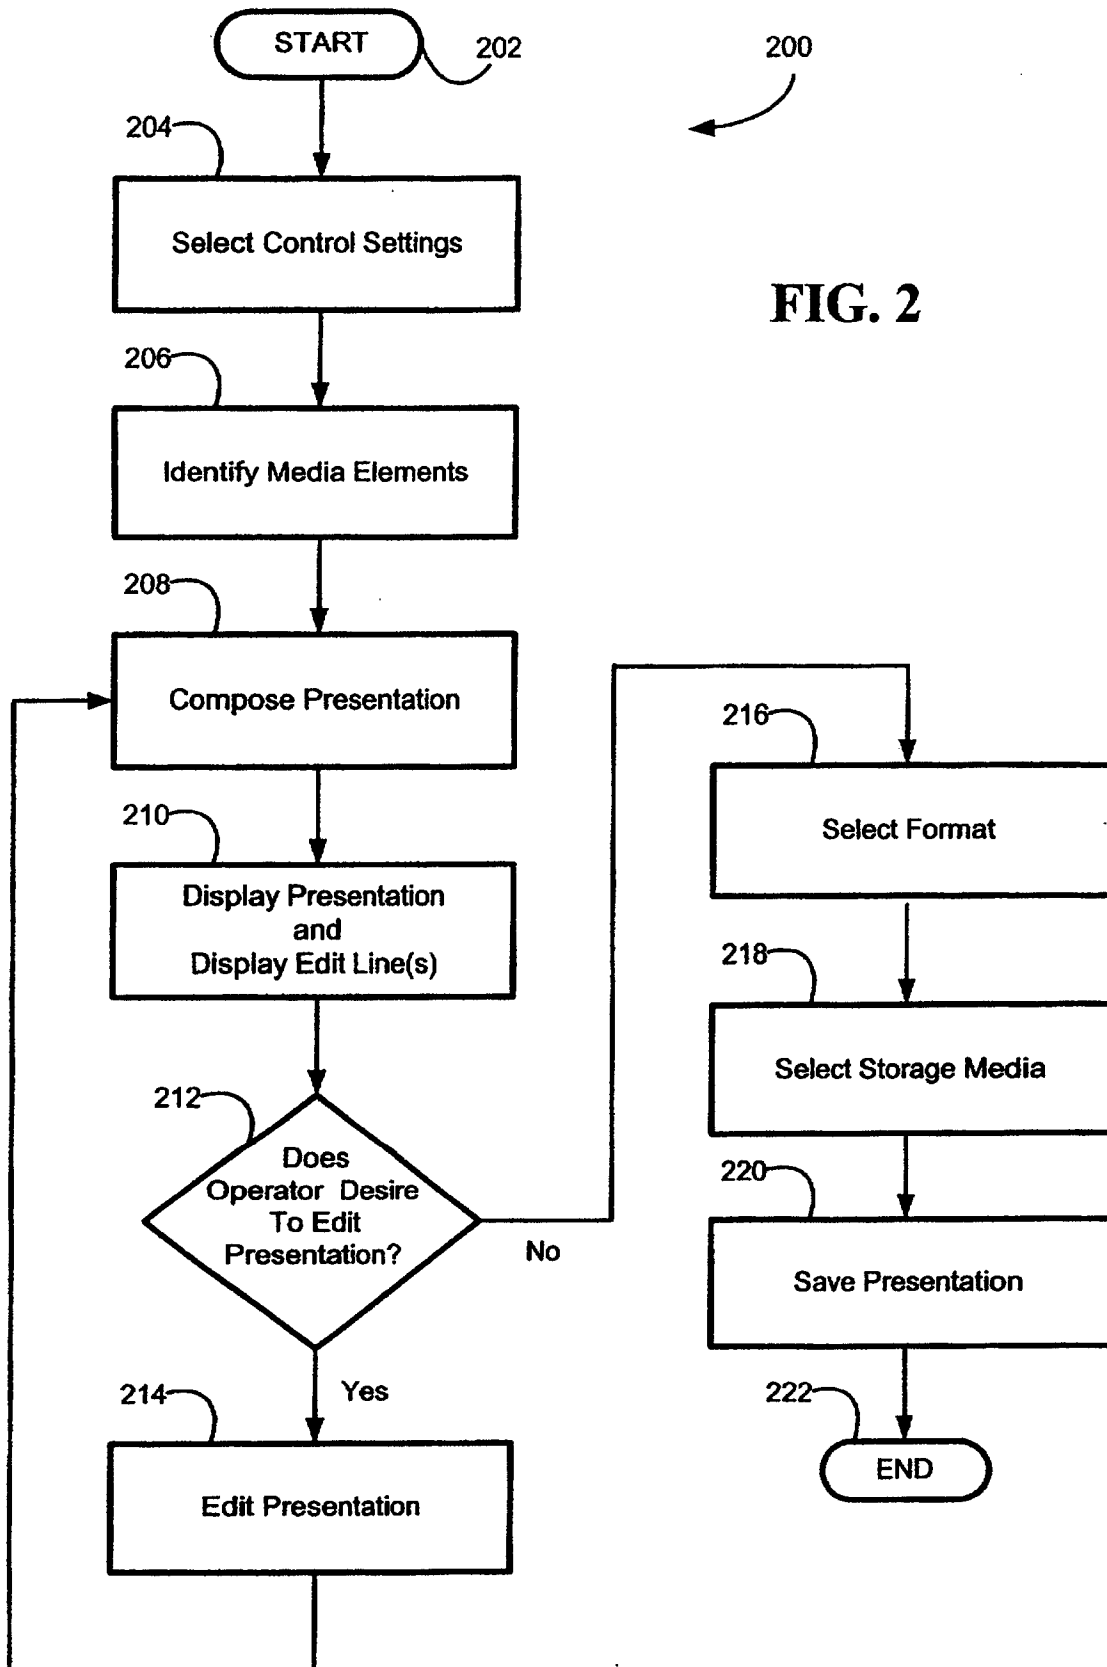 START
202
200
204
Select Control Settings
FIG. 2
206
Identify Media Elements
208
Compose Presentation
210
Display Presentation
and
Display Edit Line(s)
212
Does
Operator Desire
To Edit
Presentation?
No
Yes
214
Edit Presentation
216
Select Format
218
Select Storage Media
220
Save Presentation
222
END